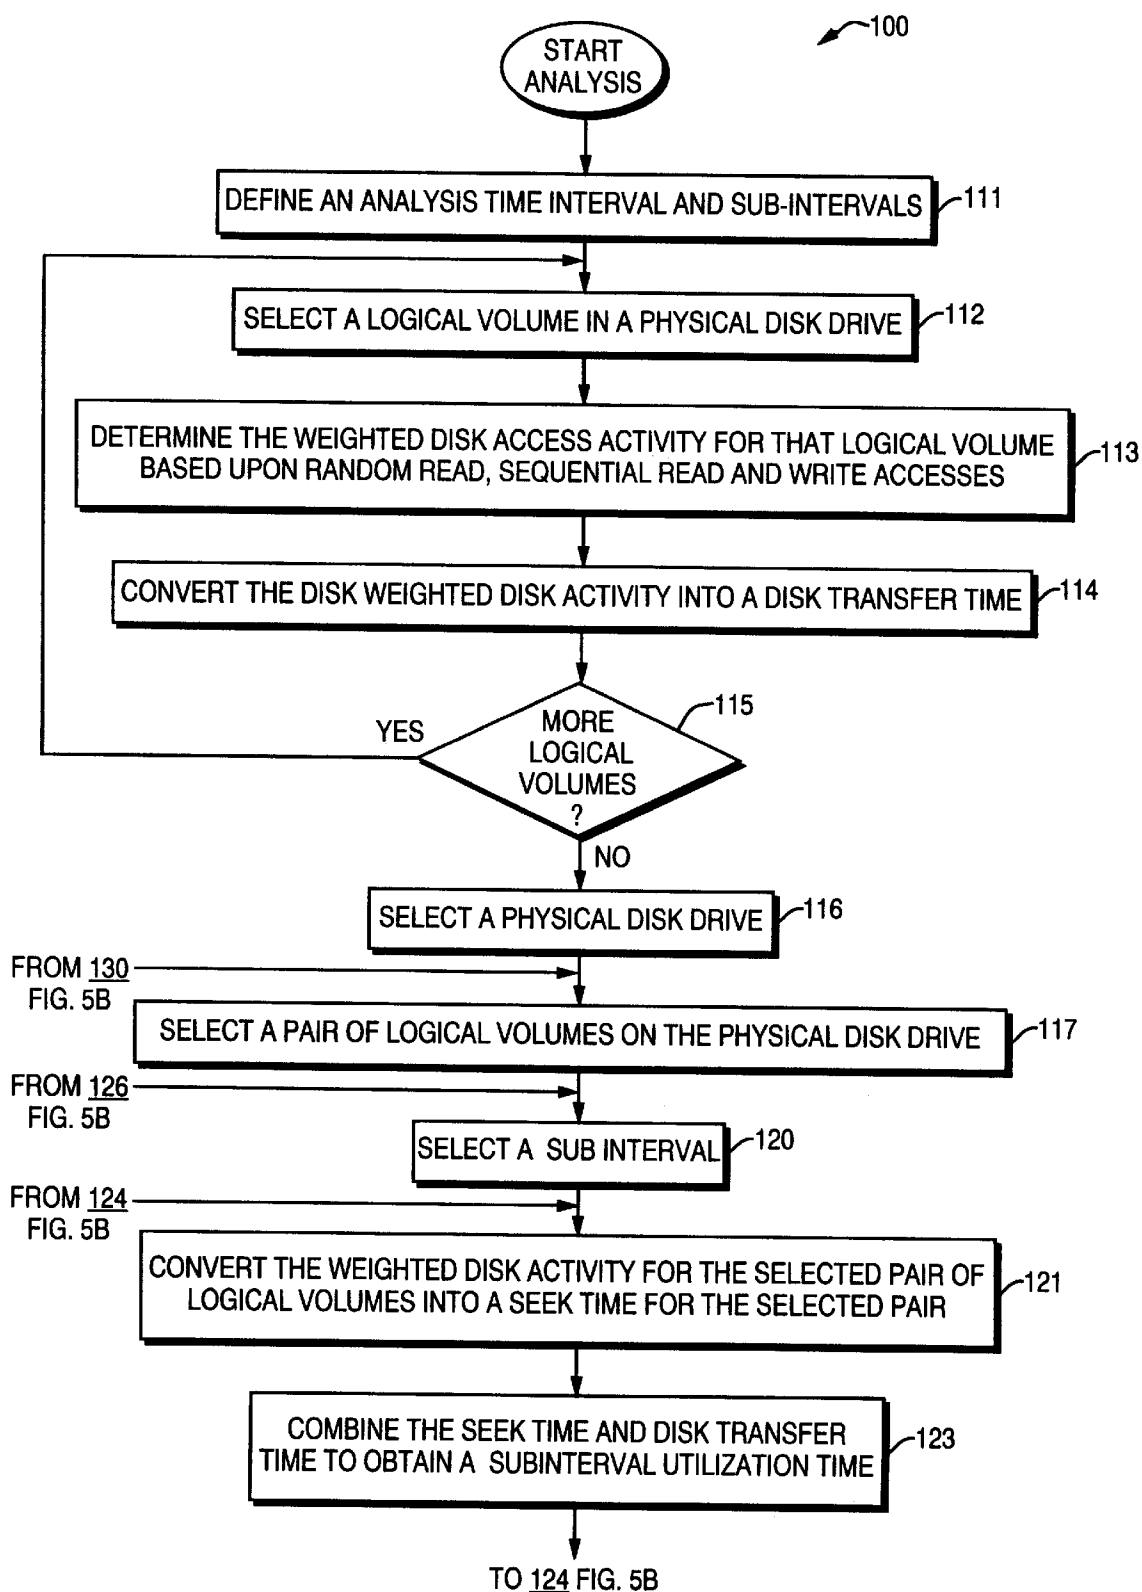 100
START
ANALYSIS
DEFINE AN ANALYSIS TIME INTERVAL AND SUB-INTERVALS
111
SELECT A LOGICAL VOLUME IN A PHYSICAL DISK DRIVE
112
DETERMINE THE WEIGHTED DISK ACCESS ACTIVITY FOR THAT LOGICAL VOLUME
BASED UPON RANDOM READ, SEQUENTIAL READ AND WRITE ACCESSES
113
CONVERT THE DISK WEIGHTED DISK ACTIVITY INTO A DISK TRANSFER TIME
114
YES
MORE
LOGICAL
VOLUMES
?
115
NO
SELECT A PHYSICAL DISK DRIVE
116
FROM 130
FIG. 5B
SELECT A PAIR OF LOGICAL VOLUMES ON THE PHYSICAL DISK DRIVE
117
FROM 126
FIG. 5B
SELECT A SUB INTERVAL
120
FROM 124
FIG. 5B
CONVERT THE WEIGHTED DISK ACTIVITY FOR THE SELECTED PAIR OF
LOGICAL VOLUMES INTO A SEEK TIME FOR THE SELECTED PAIR
121
COMBINE THE SEEK TIME AND DISK TRANSFER
TIME TO OBTAIN A SUBINTERVAL UTILIZATION TIME
123
TO 124 FIG. 5B